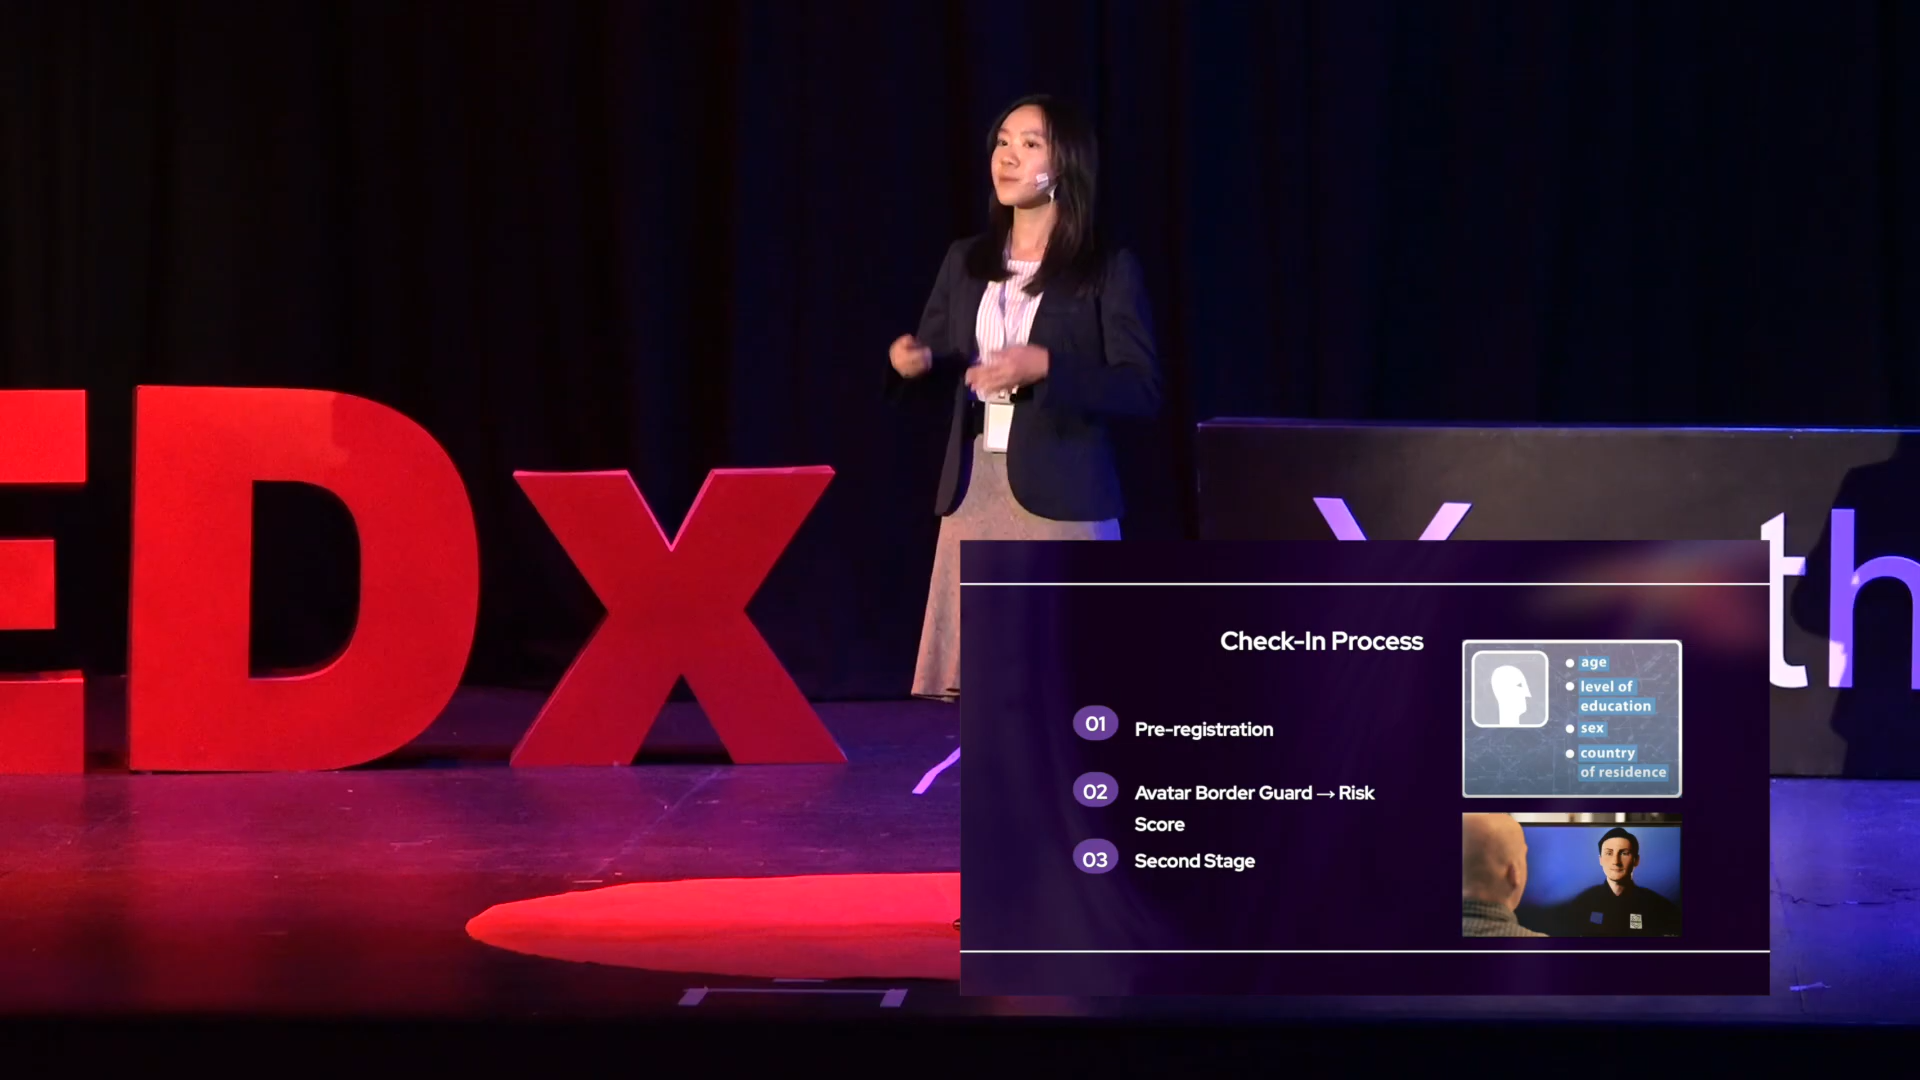 EDx
Y th
Check-In Process
01 Pre-registration
02 Avatar Border Guard → Risk
Score
03 Second Stage
age
level of
education
sex
country
of residence